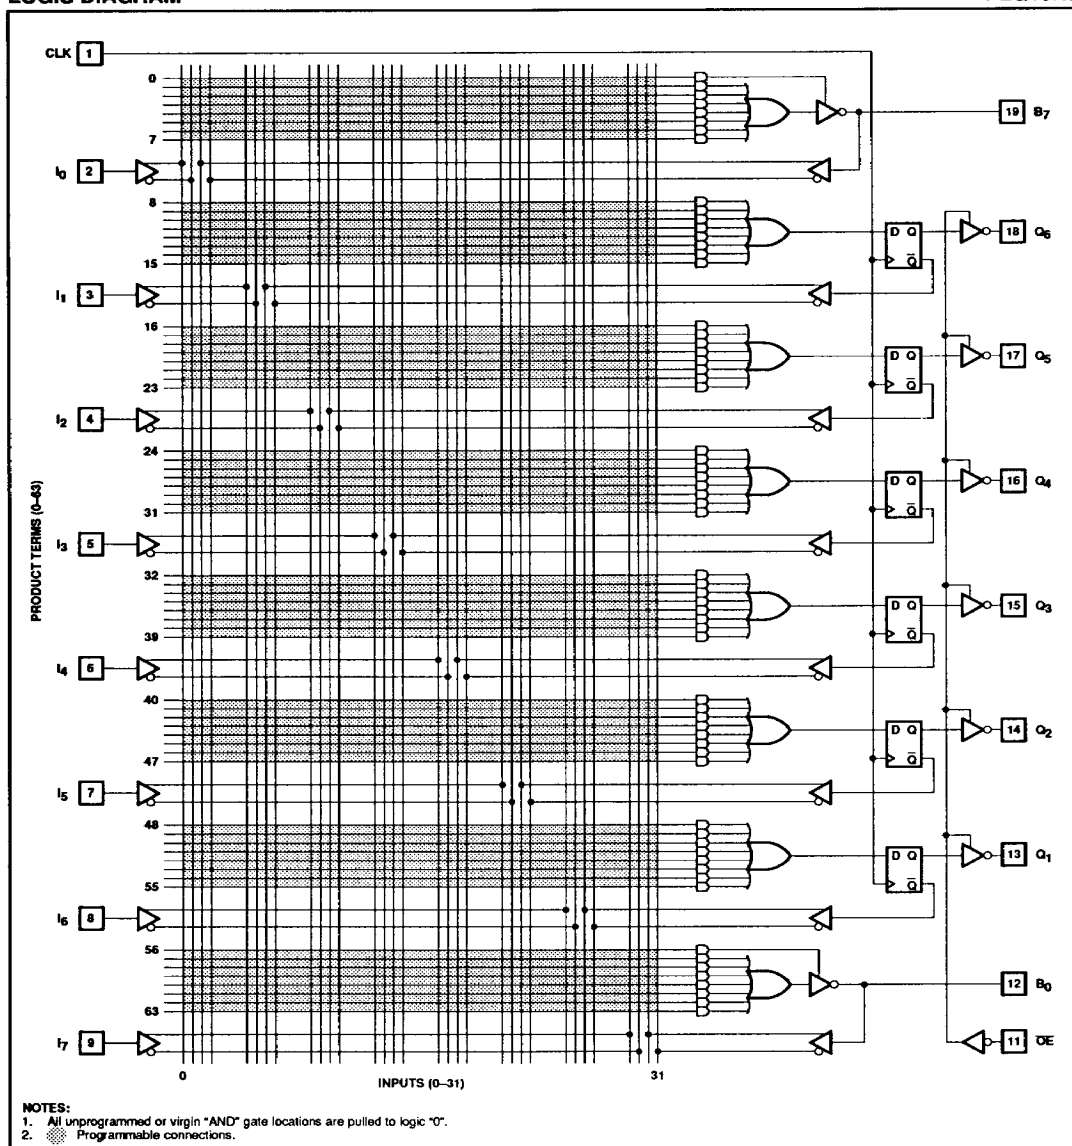 CLK 1
0
7
19 B7
I0 2
8
15
D Q
Q̅
18 Q6
I1 3
16
23
D Q
Q̅
17 Q5
I2 4
24
31
D Q
Q̅
16 Q4
PRODUCT TERMS (0–63)
I3 5
32
39
D Q
Q̅
15 Q3
I4 6
40
47
D Q
Q̅
14 Q2
I5 7
48
55
D Q
Q̅
13 Q1
I6 8
56
63
12 B0
I7 9
11 O̅E̅
0 INPUTS (0–31) 31
NOTES:
1. All unprogrammed or virgin "AND" gate locations are pulled to logic "0".
2. Programmable connections.